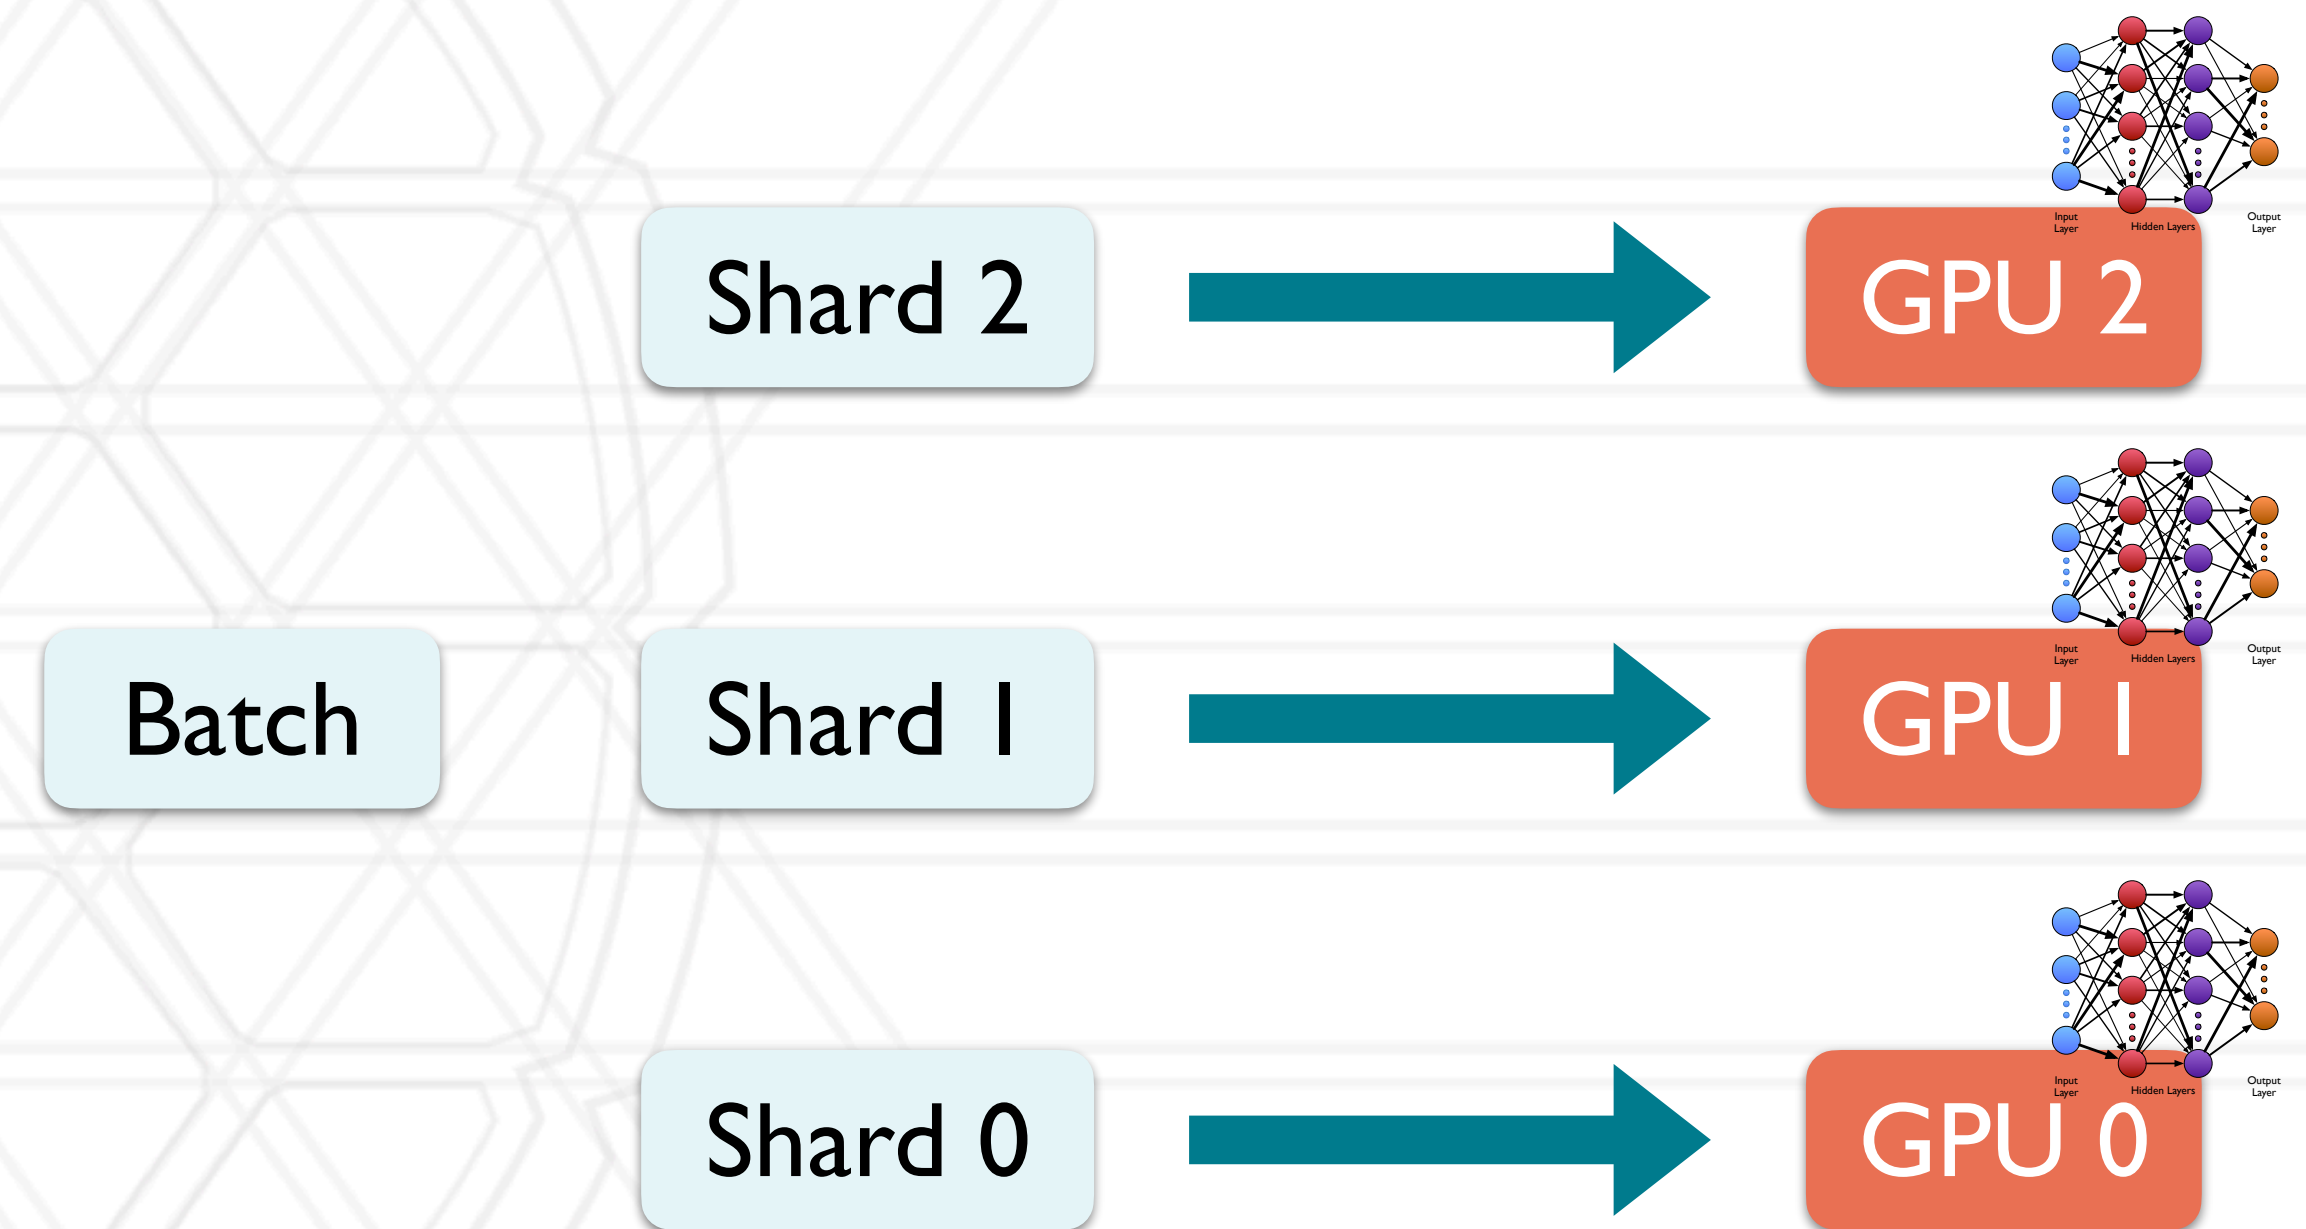 Input
Layer
Hidden Layers
Output
Layer
Shard 2
GPU 2
Input
Layer
Hidden Layers
Output
Layer
Batch
Shard 1
GPU 1
Input
Layer
Hidden Layers
Output
Layer
Shard 0
GPU 0